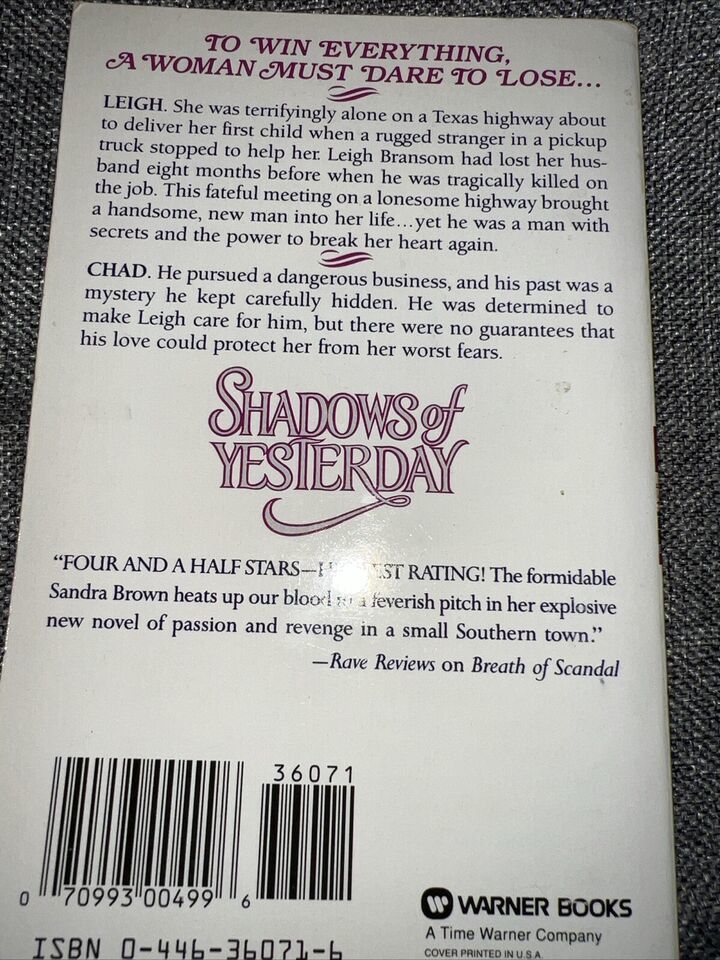 TO WIN EVERYTHING,
A WOMAN MUST DARE TO LOSE...
LEIGH. She was terrifyingly alone on a Texas highway about
to deliver her first child when a rugged stranger in a pickup
truck stopped to help her. Leigh Bransom had lost her hus-
band eight months before when he was tragically killed on
the job. This fateful meeting on a lonesome highway brought
a handsome, new man into her life...yet he was a man with
secrets and the power to break her heart again.
CHAD. He pursued a dangerous business, and his past was a
mystery he kept carefully hidden. He was determined to
make Leigh care for him, but there were no guarantees that
his love could protect her from her worst fears.
SHADOWS of
YESTERDAY
“FOUR AND A HALF STARS— RATING! The formidable
Sandra Brown heats up our blood feverish pitch in her explosive
new novel of passion and revenge in a small Southern town.”
—Rave Reviews on Breath of Scandal
36071
0 70993 00499 6
ISBN 0-446-36071-6
W WARNER BOOKS
A Time Warner Company
COVER PRINTED IN U.S.A.